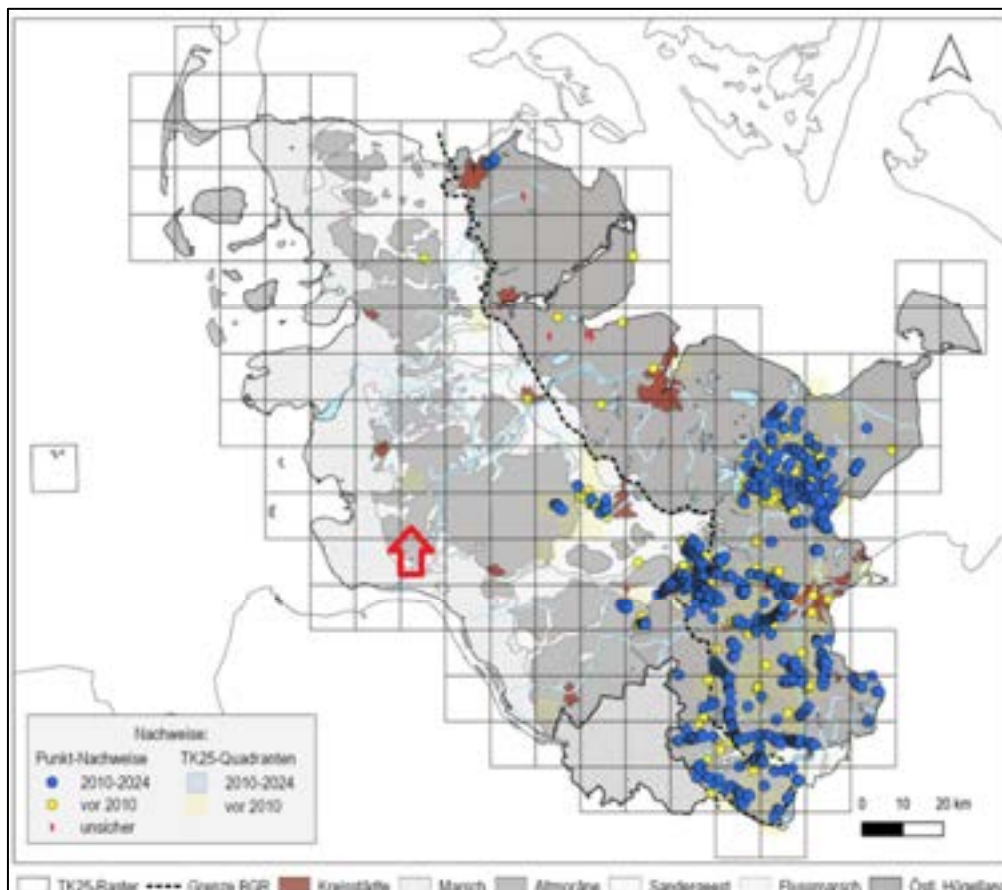 Nachweise:
Punkt-Nachweise TK25-Quadranten
2010-2024 2010-2024
vor 2010 vor 2010
unsicher
0 10 20 km
TK25-Raster Grenze BGR Kreisstädte Marsch Altmoräne Sandergeest Flussmarsch Östl. Hügelland